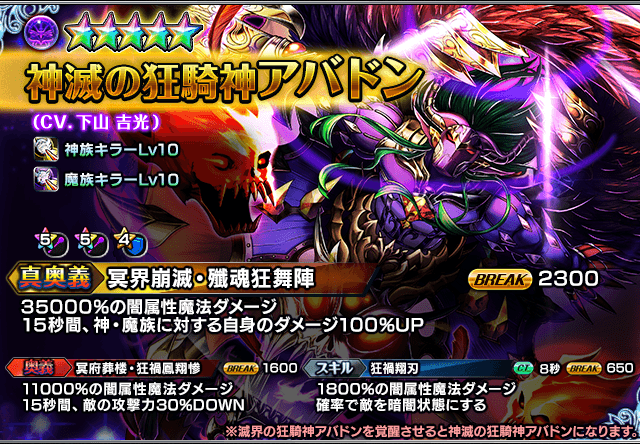 神滅の狂騎神アバドン
(CV.下山 吉光)
神族キラーLv10
魔族キラーLv10
5 5 4
真奥義 冥界崩滅・殲魂狂舞陣 BREAK 2300
35000%の闇属性魔法ダメージ
15秒間、神・魔族に対する自身のダメージ100%UP
奥義 冥府葬楼・狂禍鳳翔惨 BREAK 1600
11000%の闇属性魔法ダメージ
15秒間、敵の攻撃力30%DOWN
スキル 狂禍翔刃 C.T. 8秒 BREAK 650
1800%の闇属性魔法ダメージ
確率で敵を暗闇状態にする
※滅界の狂騎神アバドンを覚醒させると神滅の狂騎神アバドンになります。